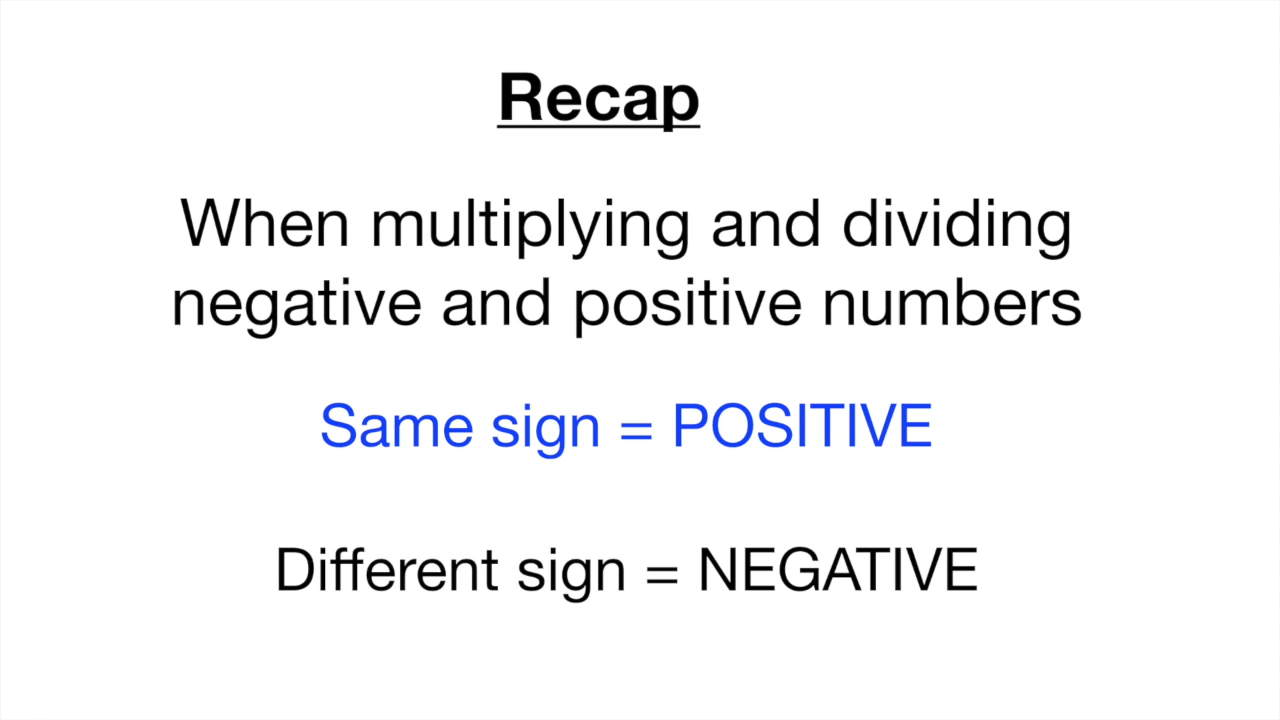 Recap
When multiplying and dividing
negative and positive numbers
Same sign = POSITIVE
Different sign = NEGATIVE